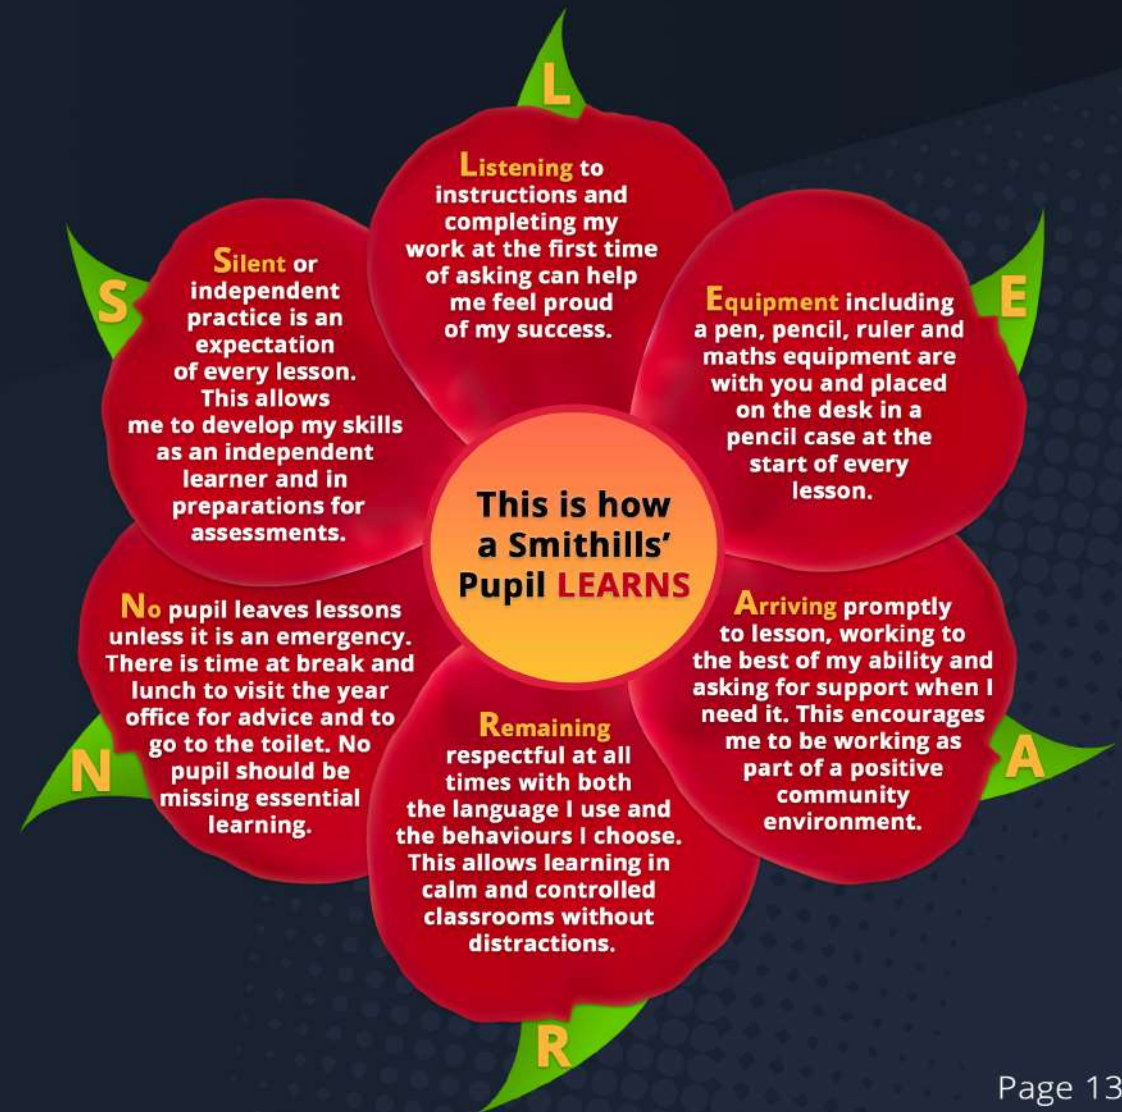 L
Listening to
instructions and
completing my
work at the first time
of asking can help
me feel proud
of my success.
E
Equipment including
a pen, pencil, ruler and
maths equipment are
with you and placed
on the desk in a
pencil case at the
start of every
lesson.
A
Arriving promptly
to lesson, working to
the best of my ability and
asking for support when I
need it. This encourages
me to be working as
part of a positive
community
environment.
R
Remaining
respectful at all
times with both
the language I use and
the behaviours I choose.
This allows learning in
calm and controlled
classrooms without
distractions.
N
No pupil leaves lessons
unless it is an emergency.
There is time at break and
lunch to visit the year
office for advice and to
go to the toilet. No
pupil should be
missing essential
learning.
S
Silent or
independent
practice is an
expectation
of every lesson.
This allows
me to develop my skills
as an independent
learner and in
preparations for
assessments.
This is how
a Smithills'
Pupil LEARNS
Page 13